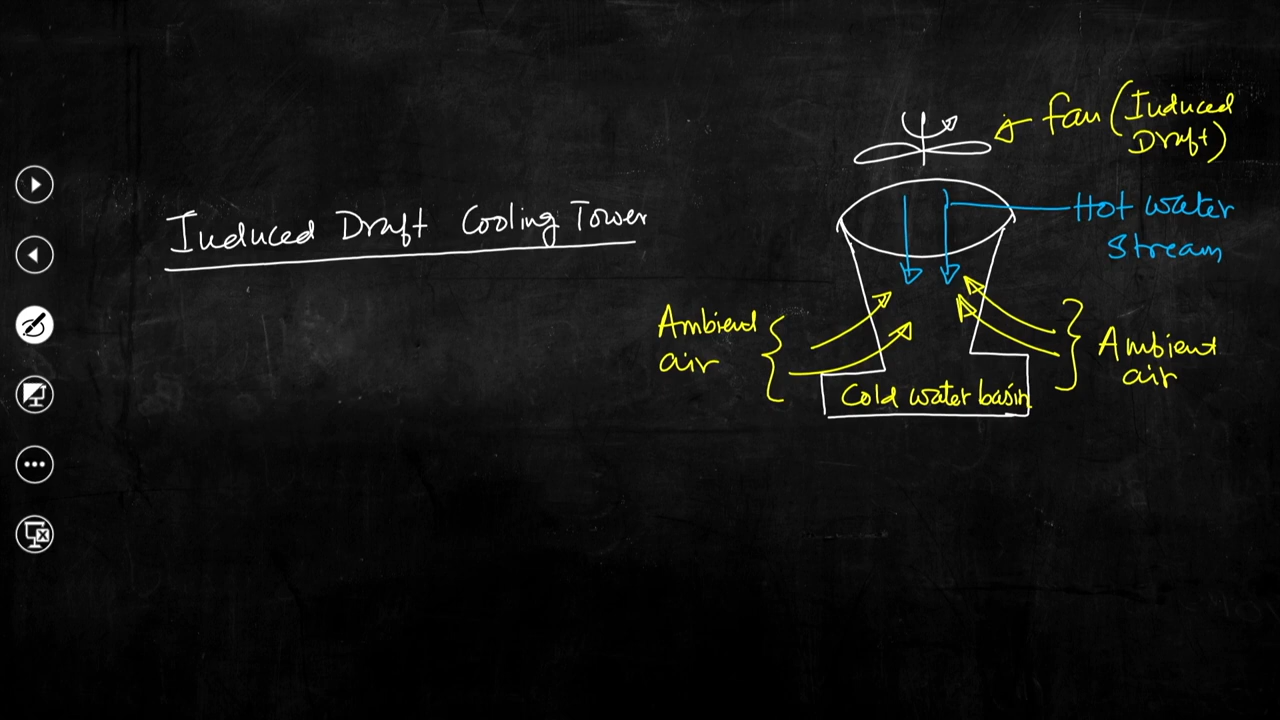 Induced Draft Cooling Tower
fan (Induced
Draft)
Hot water
Stream
Ambient
air
Ambient
air
Cold water basin